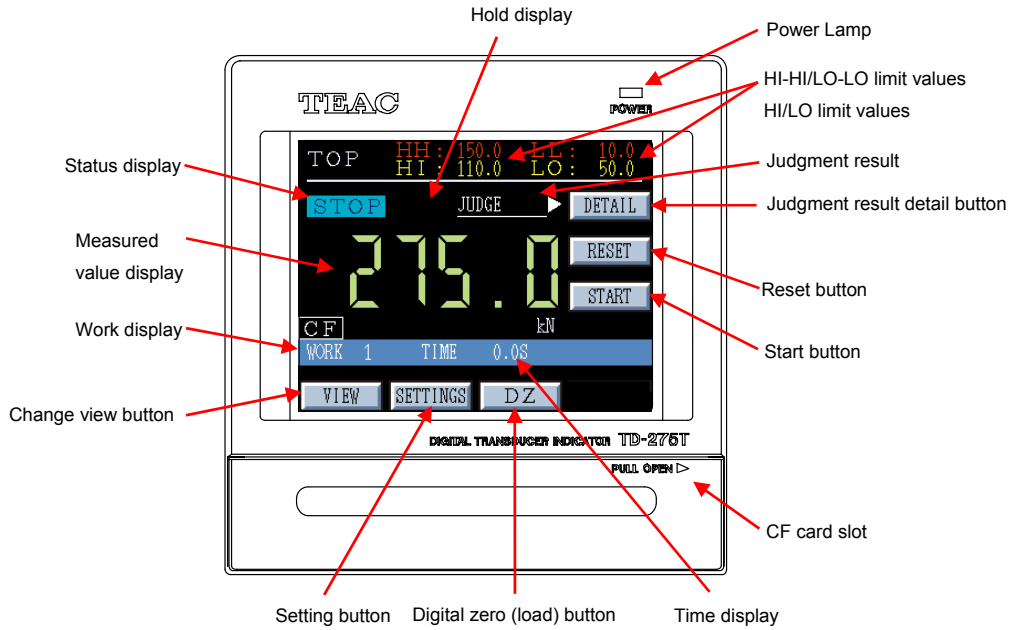 Hold display
Power Lamp
HI-HI/LO-LO limit values
HI/LO limit values
Judgment result
Judgment result detail button
Reset button
Start button
CF card slot
Status display
Measured
value display
Work display
Change view button
Setting button
Digital zero (load) button
Time display
TEAC
POWER
TOP HH: 150.0 LL: 10.0
HI: 110.0 LO: 50.0
STOP JUDGE DETAIL
275.0
RESET
START
CF kN
WORK 1 TIME 0.0S
VIEW SETTINGS DZ
DIGITAL TRANSDUCER INDICATOR TD-275T
PULL OPEN ▷